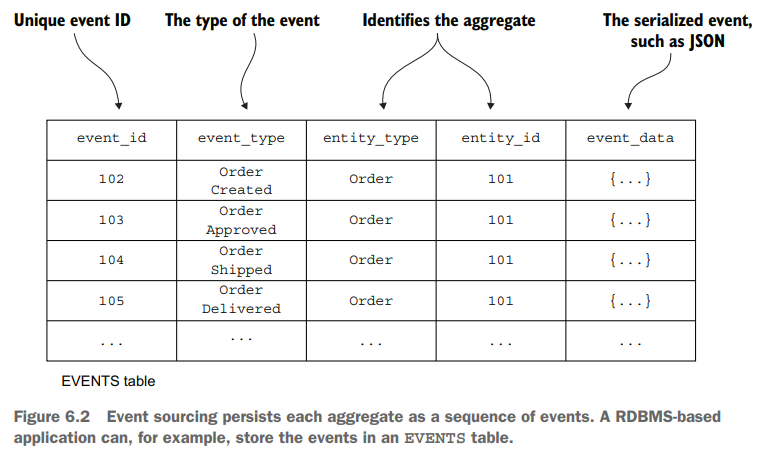 Unique event ID
The type of the event
Identifies the aggregate
The serialized event,
such as JSON
event_id event_type entity_type entity_id event_data
102 Order Created Order 101 {...}
103 Order Approved Order 101 {...}
104 Order Shipped Order 101 {...}
105 Order Delivered Order 101 {...}
... ... ... ... ...
EVENTS table
Figure 6.2 Event sourcing persists each aggregate as a sequence of events. A RDBMS-based
application can, for example, store the events in an EVENTS table.